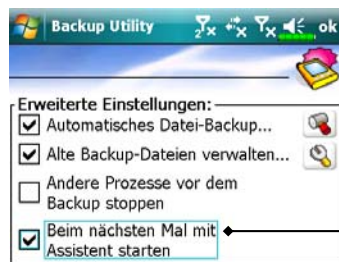 Backup Utility
ok
Erweiterte Einstellungen:
Automatisches Datei-Backup...
Alte Backup-Dateien verwalten...
Andere Prozesse vor dem
Backup stoppen
Beim nächsten Mal mit
Assistent starten